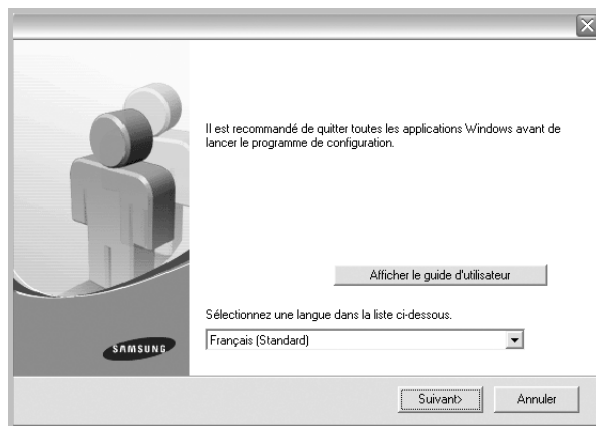 Il est recommandé de quitter toutes les applications Windows avant de
lancer le programme de configuration.
Afficher le guide d'utilisateur
Sélectionnez une langue dans la liste ci-dessous.
Français (Standard)
SAMSUNG
Suivant>
Annuler